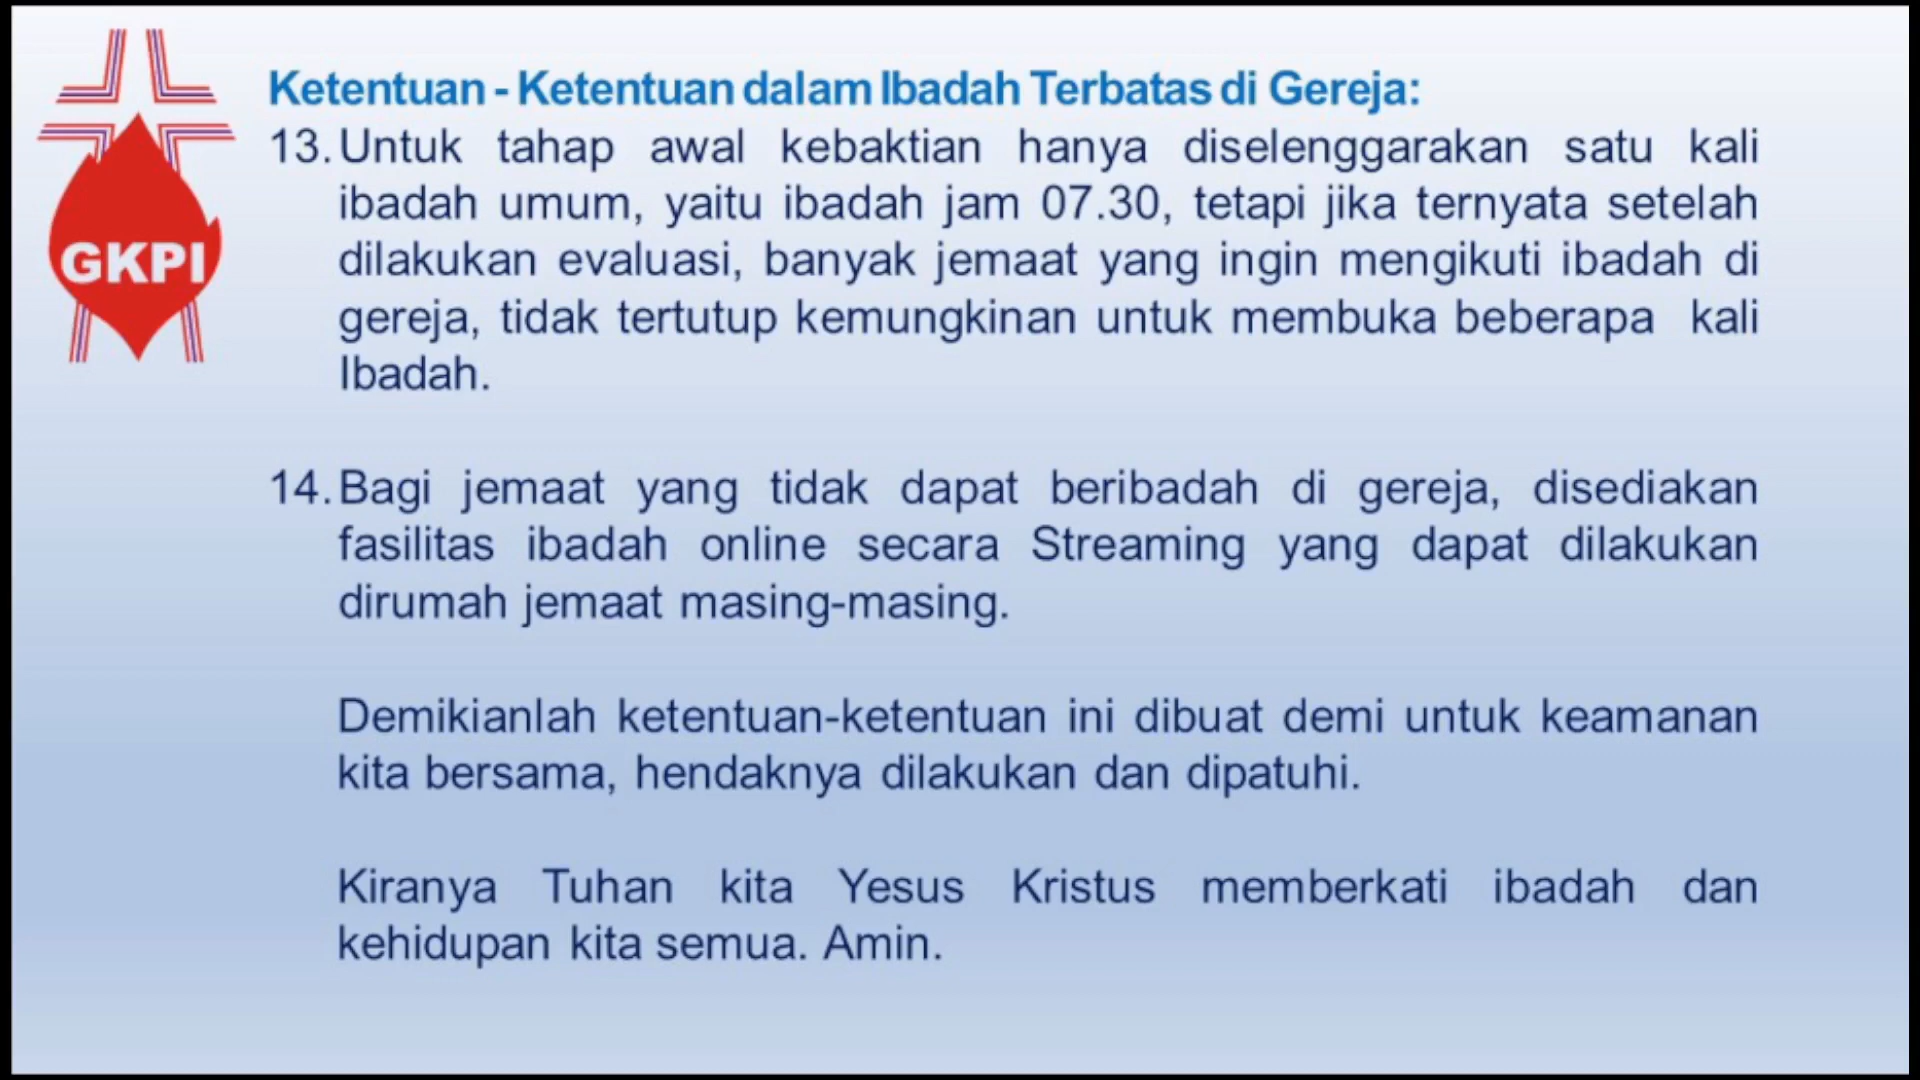 GKPI
Ketentuan - Ketentuan dalam Ibadah Terbatas di Gereja:
13. Untuk tahap awal kebaktian hanya diselenggarakan satu kali
ibadah umum, yaitu ibadah jam 07.30, tetapi jika ternyata setelah
dilakukan evaluasi, banyak jemaat yang ingin mengikuti ibadah di
gereja, tidak tertutup kemungkinan untuk membuka beberapa kali
Ibadah.
14. Bagi jemaat yang tidak dapat beribadah di gereja, disediakan
fasilitas ibadah online secara Streaming yang dapat dilakukan
dirumah jemaat masing-masing.
Demikianlah ketentuan-ketentuan ini dibuat demi untuk keamanan
kita bersama, hendaknya dilakukan dan dipatuhi.
Kiranya Tuhan kita Yesus Kristus memberkati ibadah dan
kehidupan kita semua. Amin.